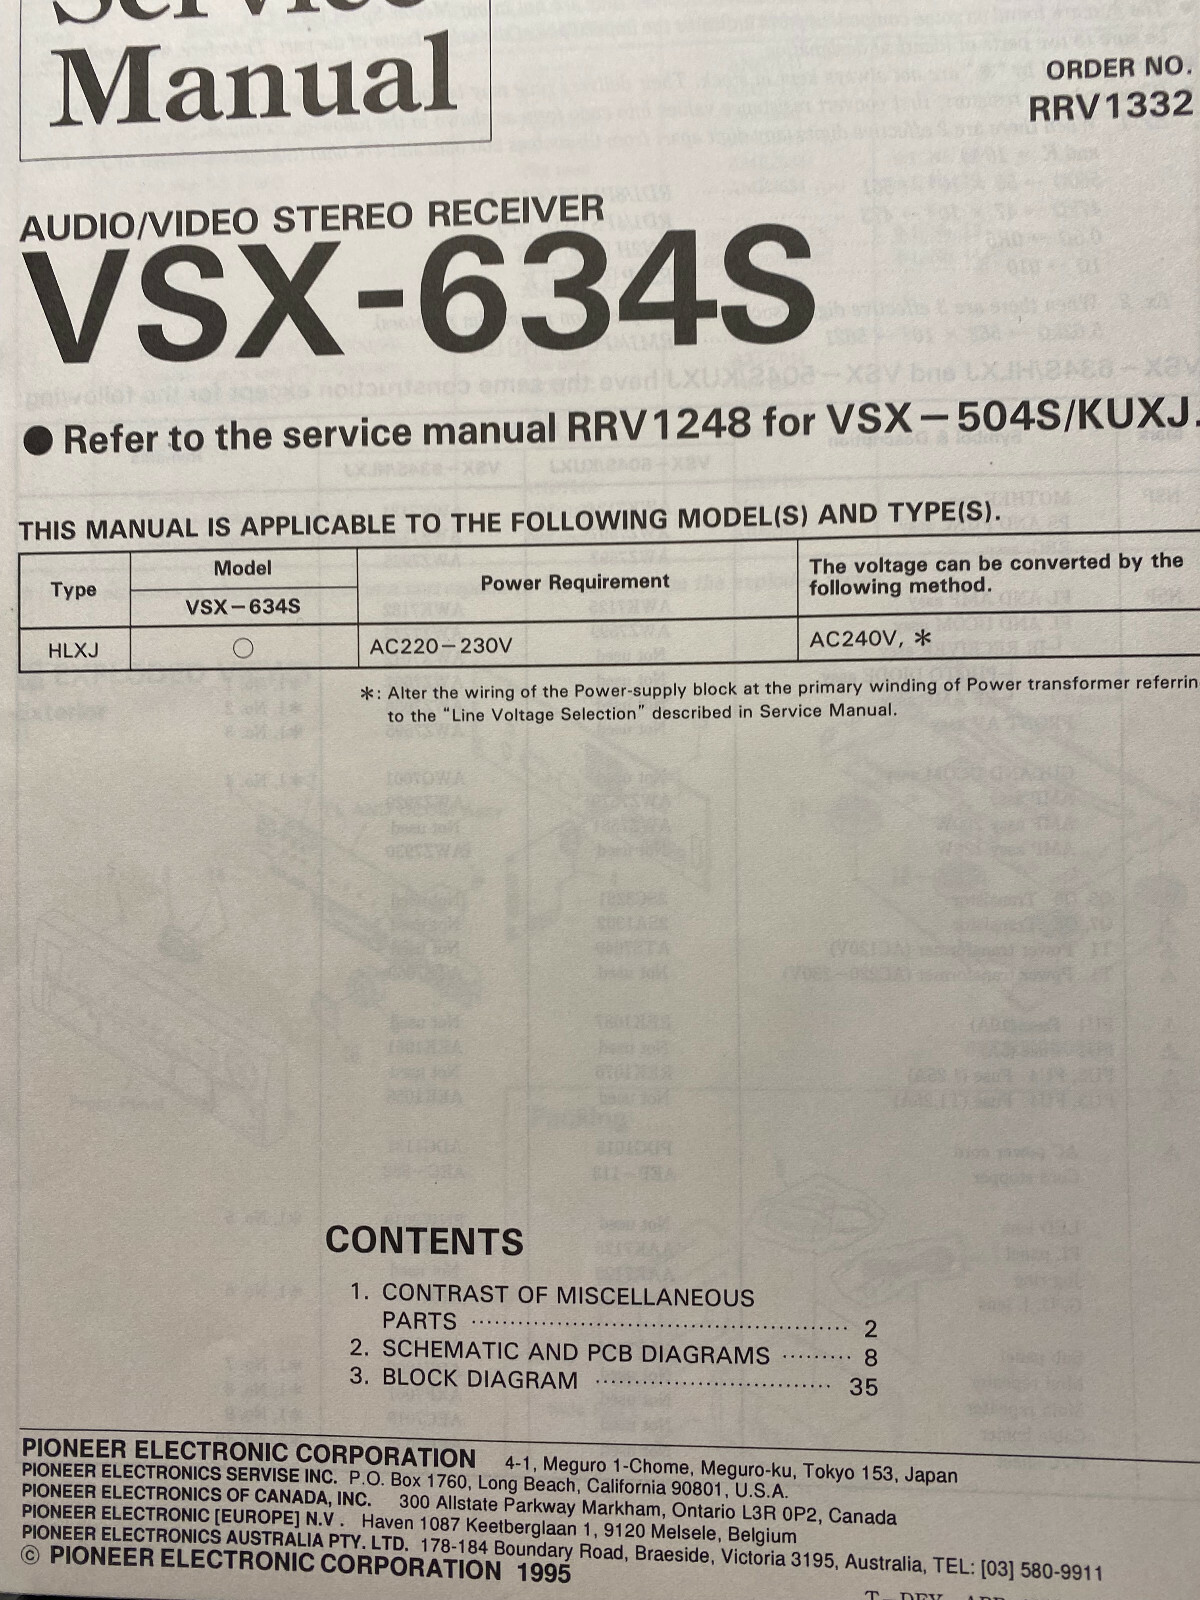 Service
Manual
ORDER NO.
RRV1332
AUDIO/VIDEO STEREO RECEIVER
VSX-634S
● Refer to the service manual RRV1248 for VSX-504S/KUXJ.
THIS MANUAL IS APPLICABLE TO THE FOLLOWING MODEL(S) AND TYPE(S).
Type
Model
VSX-634S
Power Requirement
The voltage can be converted by the
following method.
HLXJ
○
AC220-230V
AC240V, *
*: Alter the wiring of the Power-supply block at the primary winding of Power transformer referrin
to the “Line Voltage Selection” described in Service Manual.
CONTENTS
1. CONTRAST OF MISCELLANEOUS
PARTS ················································ 2
2. SCHEMATIC AND PCB DIAGRAMS ········· 8
3. BLOCK DIAGRAM ······························ 35
PIONEER ELECTRONIC CORPORATION 4-1, Meguro 1-Chome, Meguro-ku, Tokyo 153, Japan
PIONEER ELECTRONICS SERVISE INC. P.O. Box 1760, Long Beach, California 90801, U.S.A.
PIONEER ELECTRONICS OF CANADA, INC. 300 Allstate Parkway Markham, Ontario L3R 0P2, Canada
PIONEER ELECTRONIC [EUROPE] N.V. Haven 1087 Keetberglaan 1, 9120 Melsele, Belgium
PIONEER ELECTRONICS AUSTRALIA PTY. LTD. 178-184 Boundary Road, Braeside, Victoria 3195, Australia, TEL: [03] 580-9911
© PIONEER ELECTRONIC CORPORATION 1995